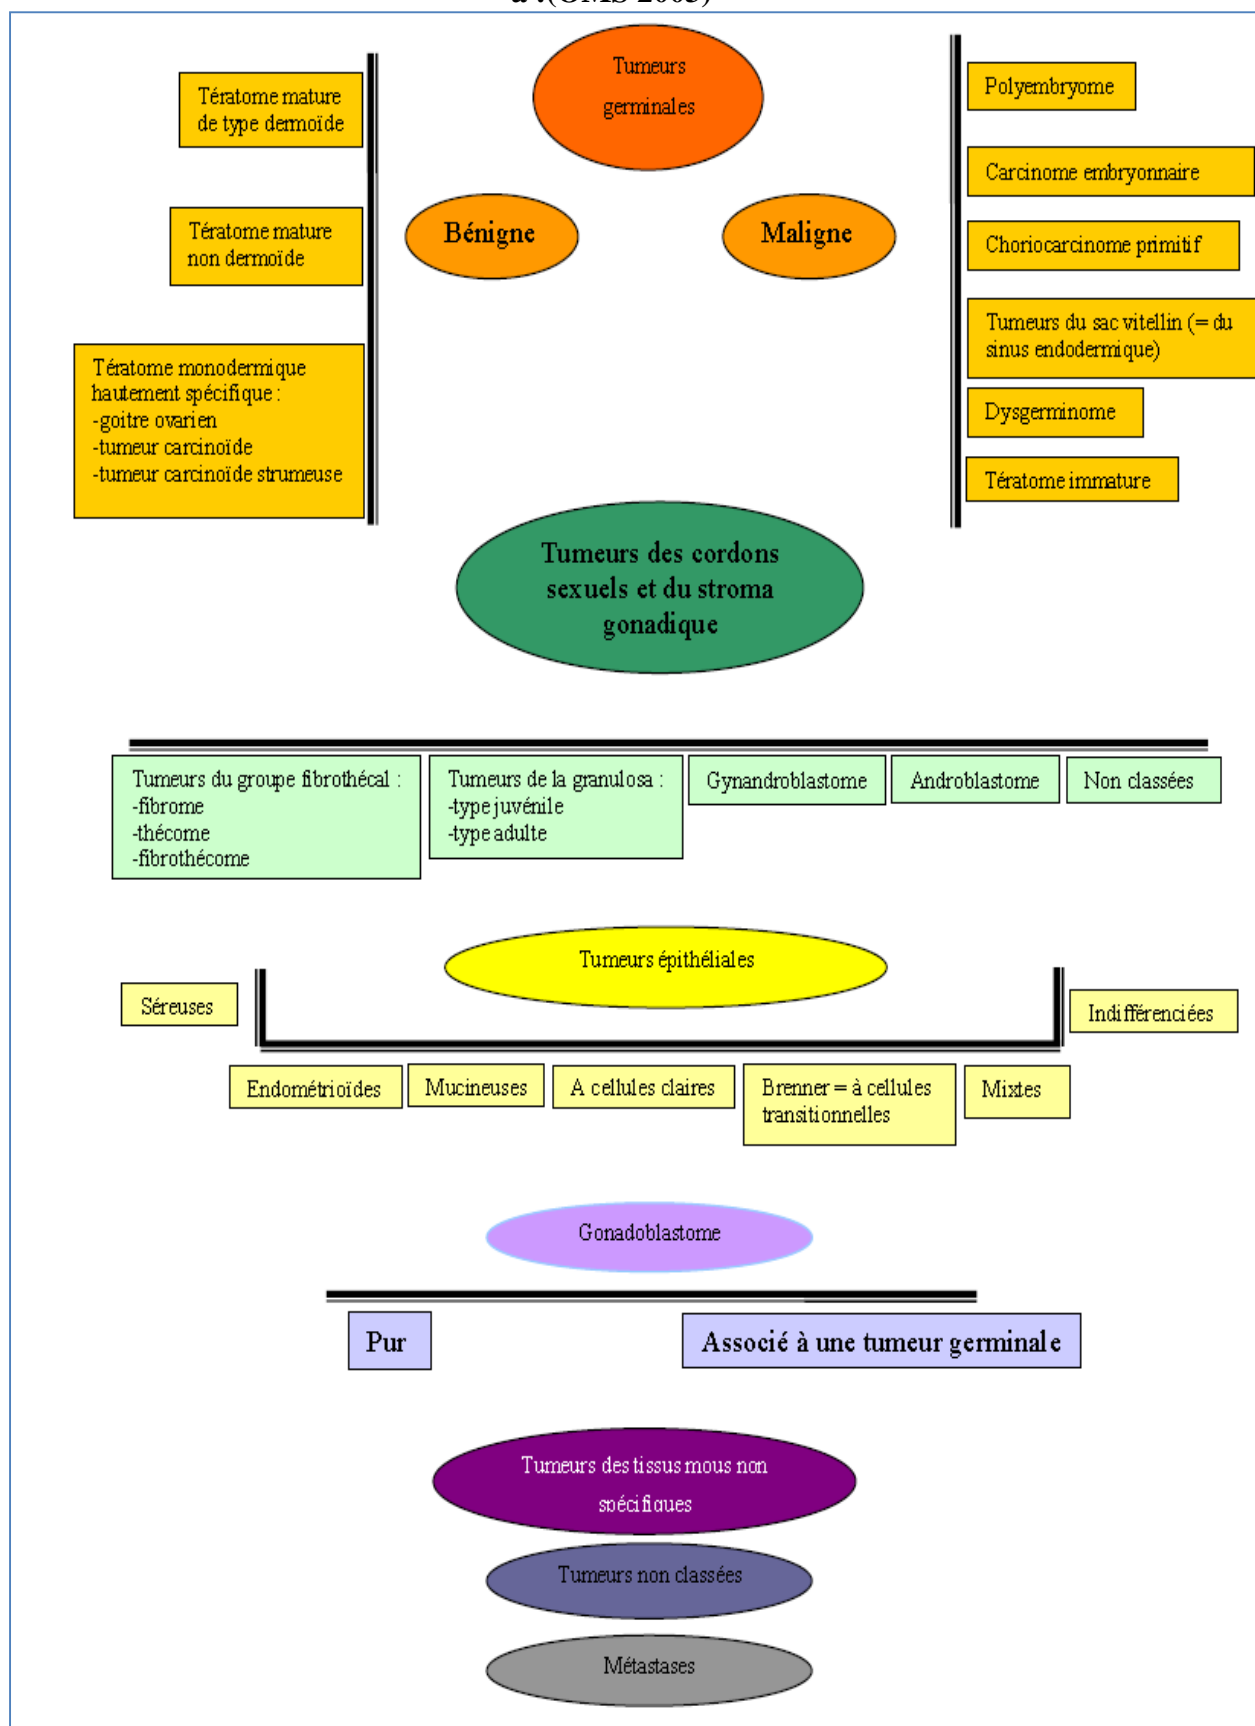 a :(OMS 2003)
Tumeurs
germinales
Bénigne
Maligne
Tératome mature
de type dermoïde
Tératome mature
non dermoïde
Tératome monodermique
hautement spécifique :
-goitre ovarien
-tumeur carcinoïde
-tumeur carcinoïde strumeuse
Polyembryome
Carcinome embryonnaire
Choriocarcinome primitif
Tumeurs du sac vitellin (= du
sinus endodermique)
Dysgerminome
Tératome immature
Tumeurs des cordons
sexuels et du stroma
gonadique
Tumeurs du groupe fibrothécal :
-fibrome
-thécome
-fibrothécome
Tumeurs de la granulosa :
-type juvénile
-type adulte
Gynandroblastome
Androblastome
Non classées
Tumeurs épithéliales
Séreuses
Endométrioïdes
Mucineuses
A cellules claires
Brenner = à cellules
transitionnelles
Mixtes
Indifférenciées
Gonadoblastome
Pur
Associé à une tumeur germinale
Tumeurs des tissus mous non
spécifiques
Tumeurs non classées
Métastases